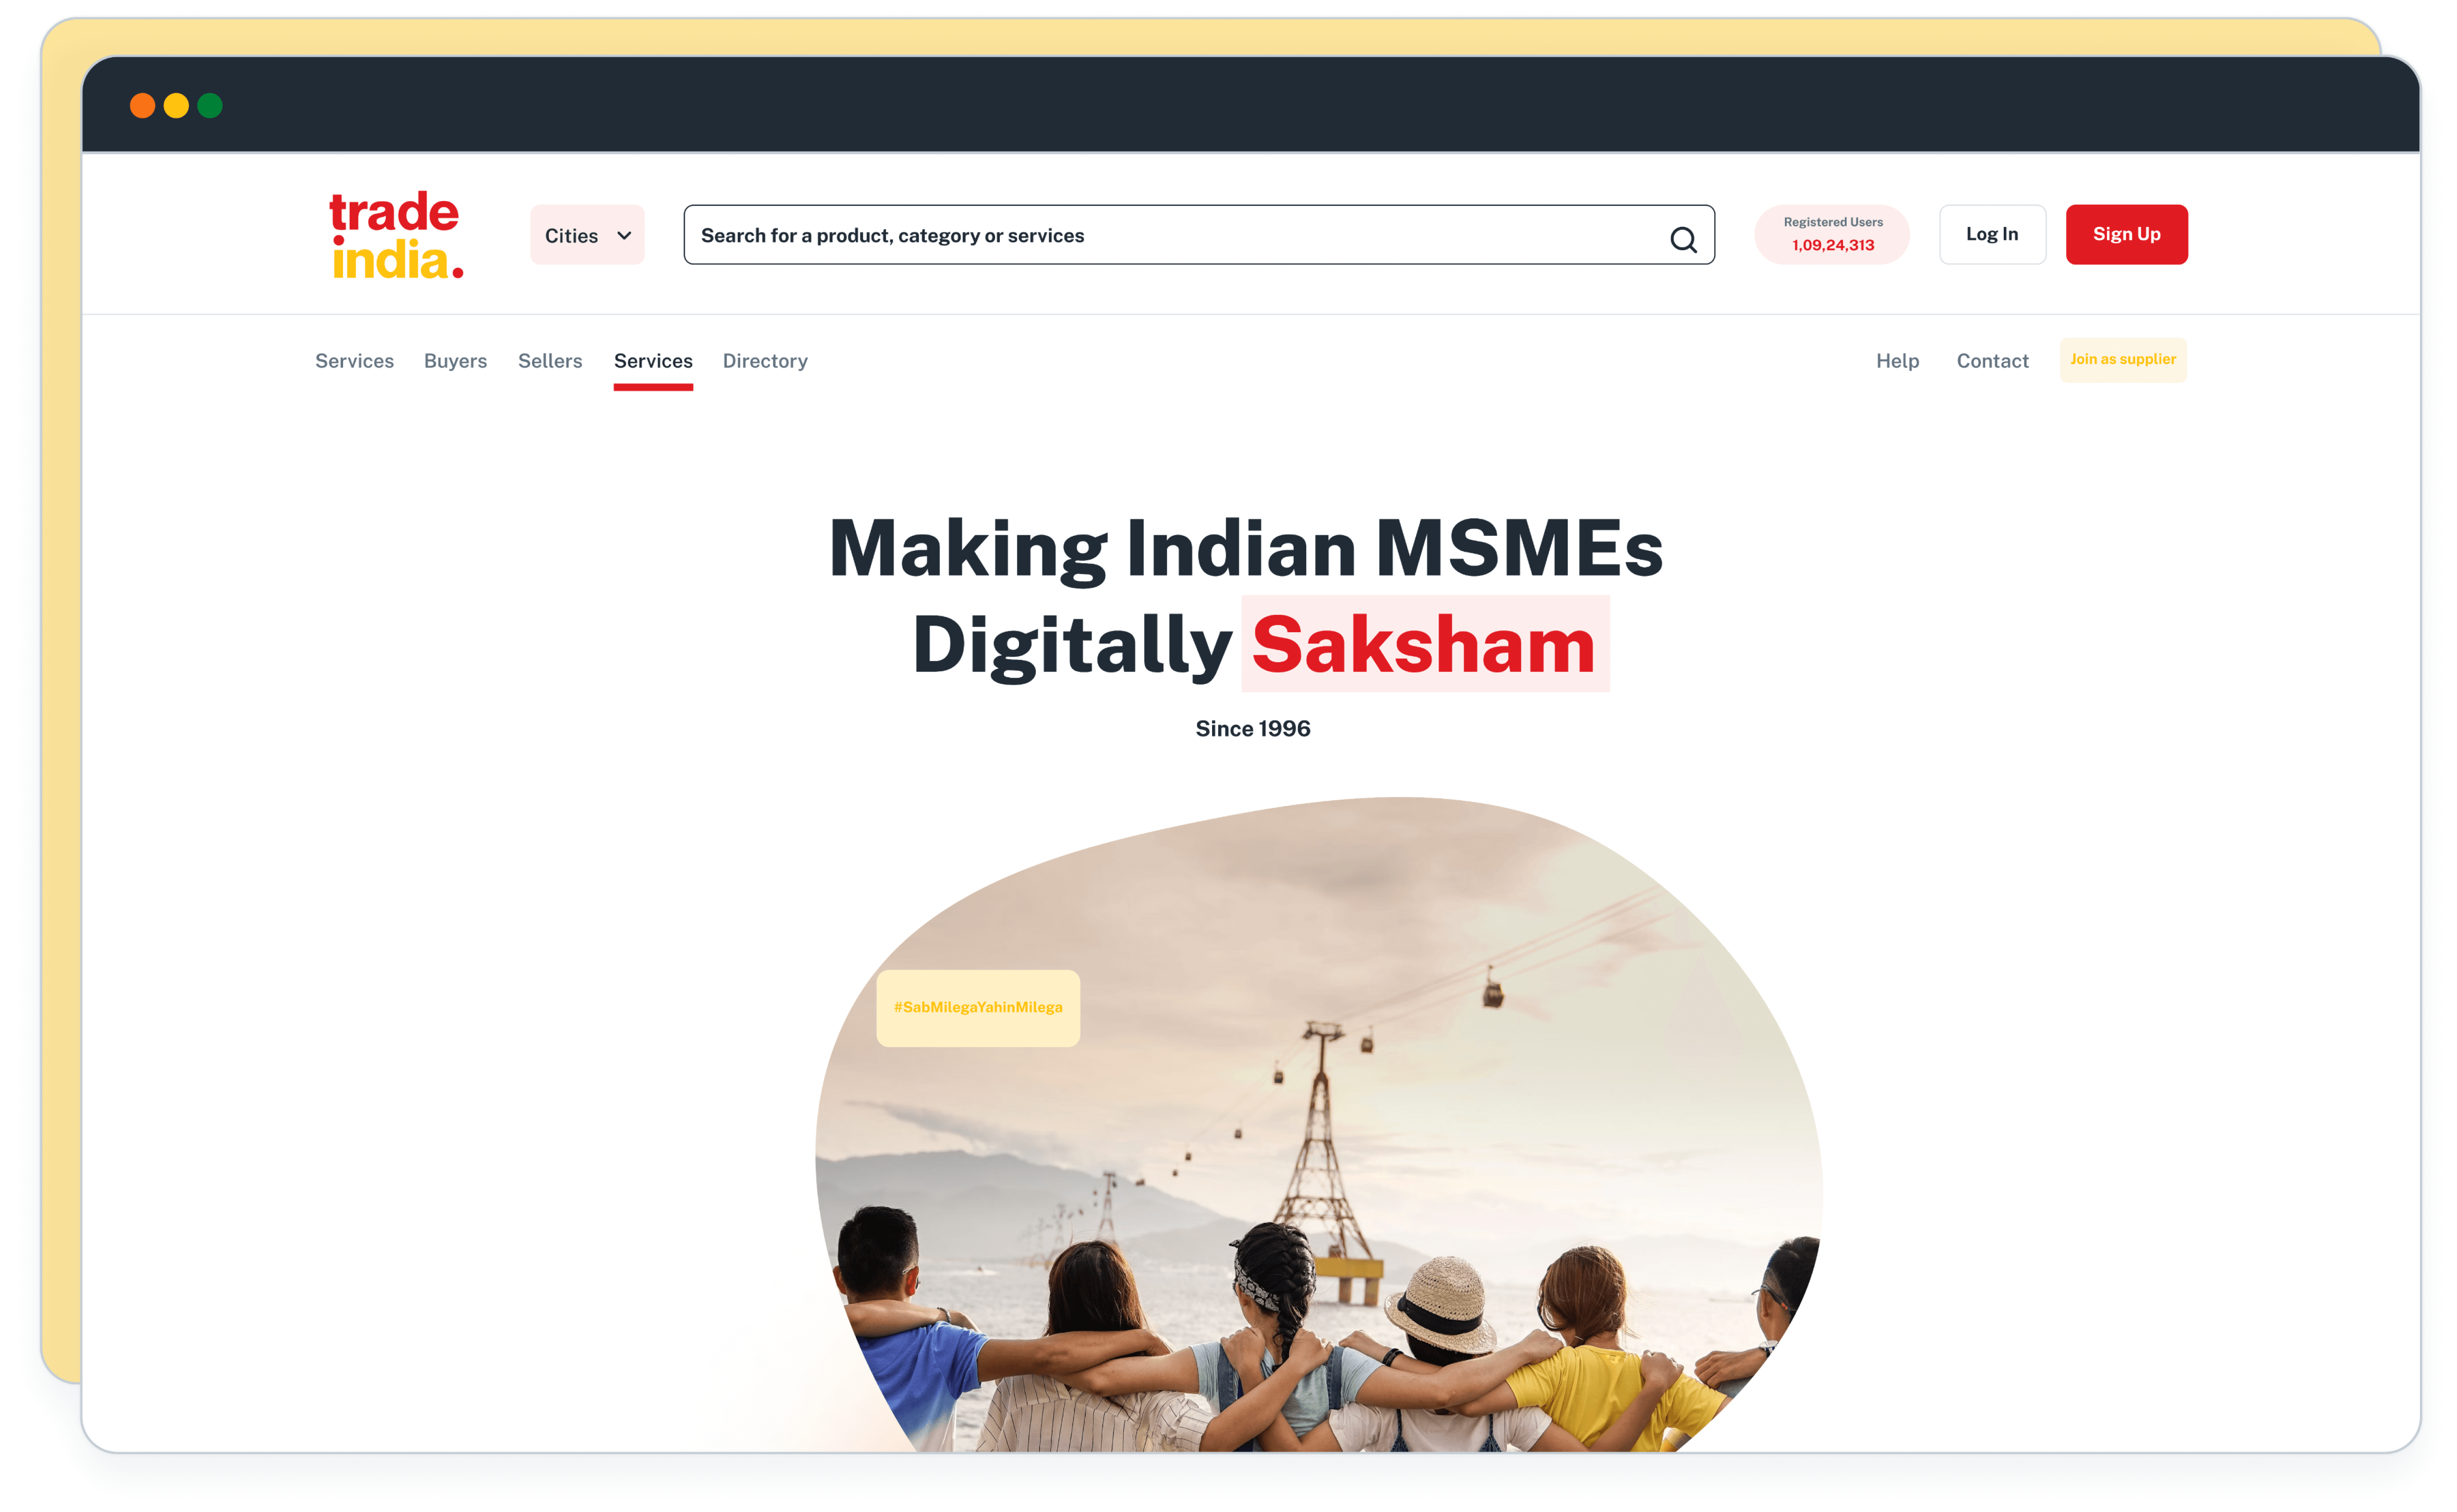 trade
india.
Cities
Search for a product, category or services
Registered Users
1,09,24,313
Log In
Sign Up
Services Buyers Sellers Services Directory
Help Contact Join as supplier
Making Indian MSMEs
Digitally Saksham
Since 1996
#SabMilegaYahinMilega